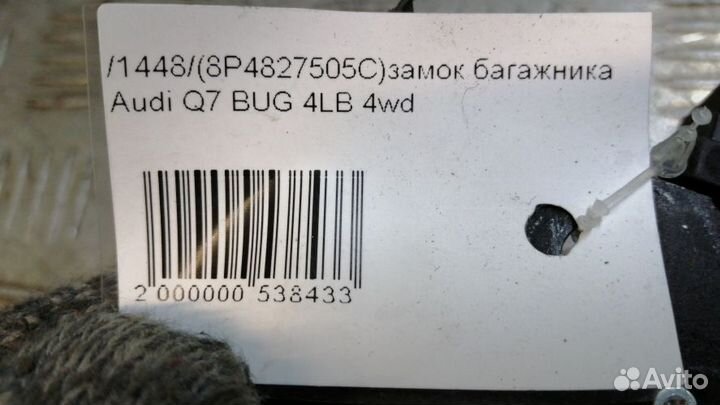 /1448/(8P4827505C)замок багажника
Audi Q7 BUG 4LB 4wd
2 000000 538433
Avito